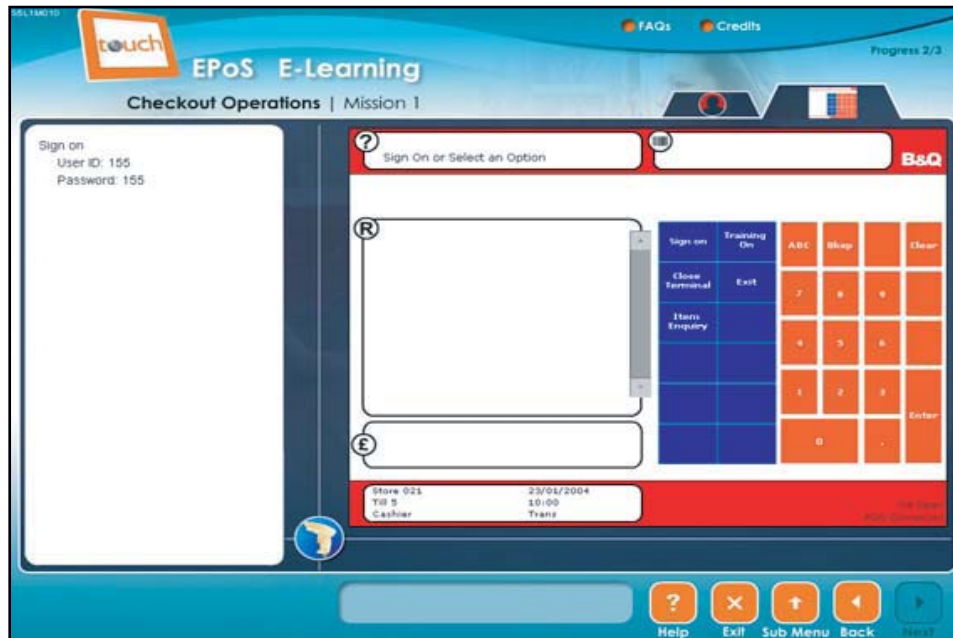 SSL1M010
touch
FAQs
Credits
Progress 2/3
EPoS E-Learning
Checkout Operations | Mission 1
Sign on
User ID: 155
Password: 155
?
Sign On or Select an Option
B&Q
R
Sign on
Training On
ABC
Bksp
Clear
Close Terminal
Exit
7
8
9
Item Enquiry
4
5
6
1
2
3
Enter
0
.
£
Store 021 23/01/2004
Till 5 10:00
Cashier Trans
?
Help
Exit
Sub Menu
Back
Next